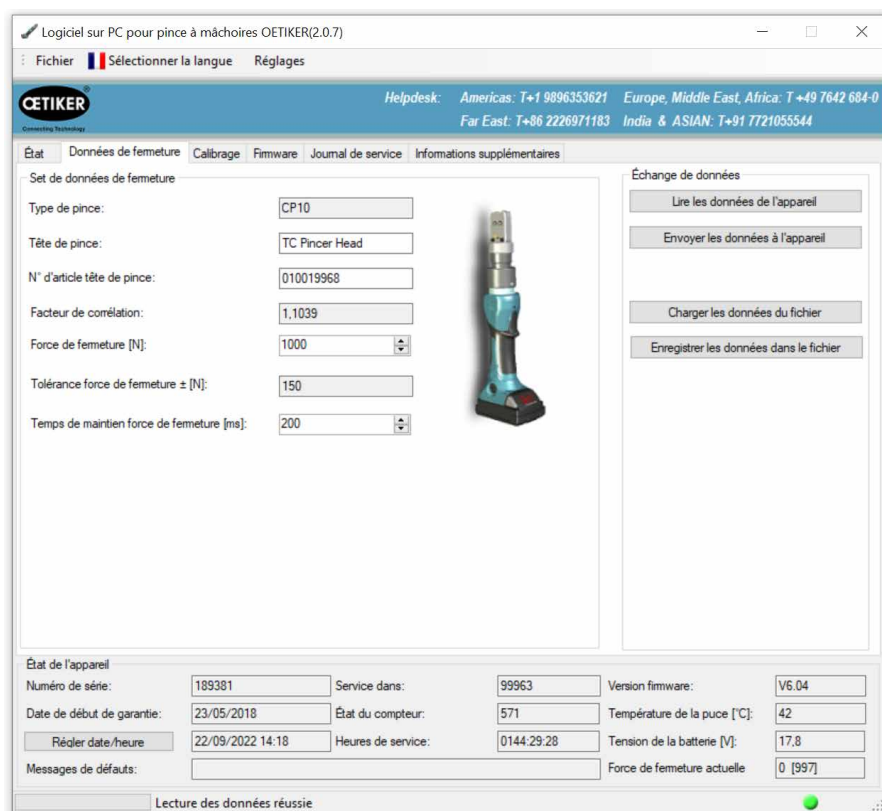 Logiciel sur PC pour pince à mâchoires OETIKER(2.0.7)
Fichier Sélectionner la langue Réglages
ŒTIKER®
Connecting Technology
Helpdesk: Americas: T+1 9896353621 Europe, Middle East, Africa: T +49 7642 684-0
Far East: T+86 2226971183 India & ASIAN: T+91 7721055544
État Données de fermeture Calibrage Firmware Journal de service Informations supplémentaires
Set de données de fermeture
Type de pince: CP10
Tête de pince: TC Pincer Head
N° d'article tête de pince: 010019968
Facteur de corrélation: 1,1039
Force de fermeture [N]: 1000
Tolérance force de fermeture ± [N]: 150
Temps de maintien force de fermeture [ms]: 200
Échange de données
Lire les données de l'appareil
Envoyer les données à l'appareil
Charger les données du fichier
Enregistrer les données dans le fichier
État de l'appareil
Numéro de série: 189381 Service dans: 99963 Version firmware: V6.04
Date de début de garantie: 23/05/2018 État du compteur: 571 Température de la puce [°C]: 42
Régler date/heure 22/09/2022 14:18 Heures de service: 0144:29:28 Tension de la batterie [V]: 17,8
Messages de défauts: Force de fermeture actuelle 0 [997]
Lecture des données réussie